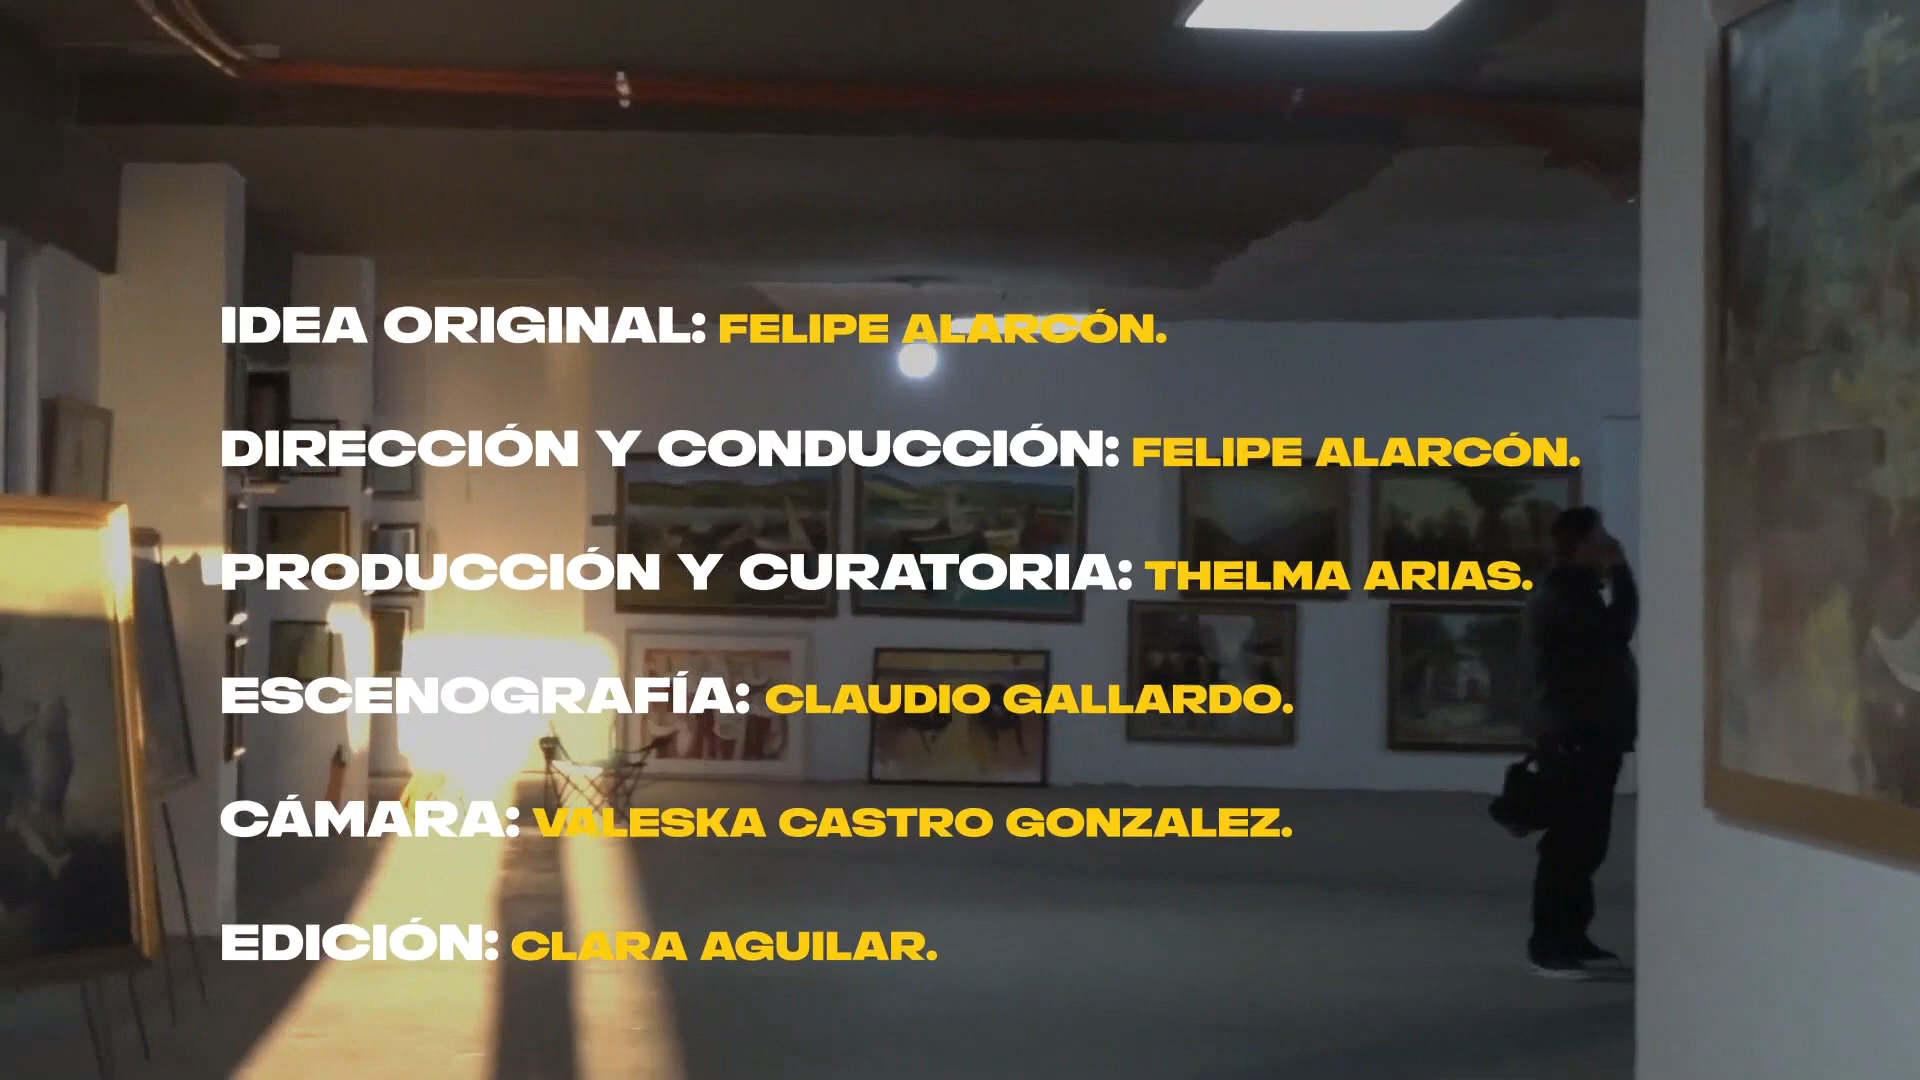 IDEA ORIGINAL: FELIPE ALARCÓN.
DIRECCIÓN Y CONDUCCIÓN: FELIPE ALARCÓN.
PRODUCCIÓN Y CURATORIA: THELMA ARIAS.
ESCENOGRAFÍA: CLAUDIO GALLARDO.
CÁMARA: VALESKA CASTRO GONZALEZ.
EDICIÓN: CLARA AGUILAR.